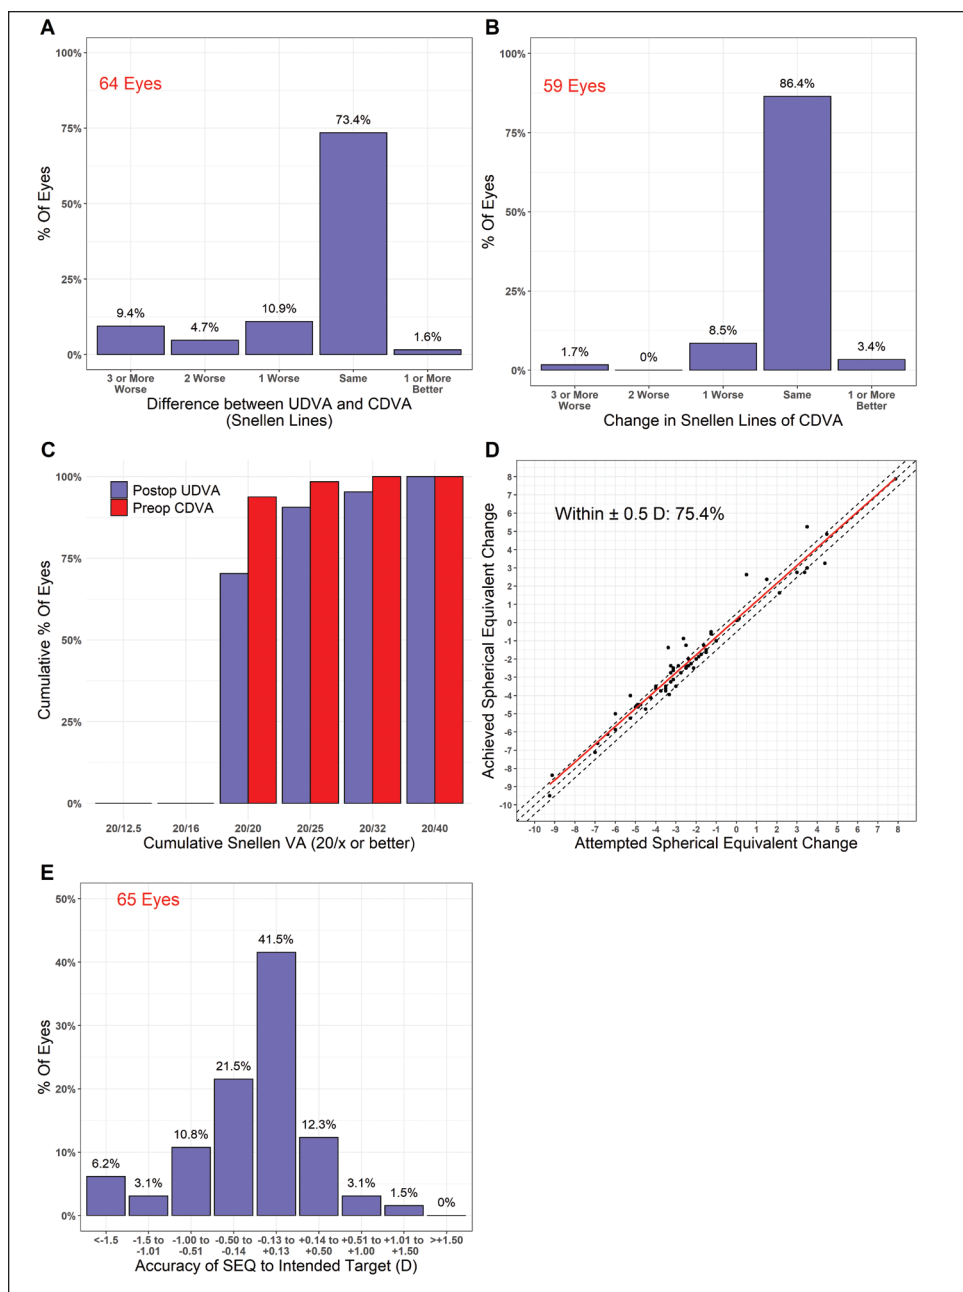 A
100%
75%
50%
25%
0%
% Of Eyes
64 Eyes
9.4%
4.7%
10.9%
73.4%
1.6%
3 or More Worse
2 Worse
1 Worse
Same
1 or More Better
Difference between UDVA and CDVA
(Snellen Lines)
B
100%
75%
50%
25%
0%
% Of Eyes
59 Eyes
1.7%
0%
8.5%
86.4%
3.4%
3 or More Worse
2 Worse
1 Worse
Same
1 or More Better
Change in Snellen Lines of CDVA
C
100%
75%
50%
25%
0%
Cumulative % Of Eyes
Postop UDVA
Preop CDVA
20/12.5 20/16 20/20 20/25 20/32 20/40
Cumulative Snellen VA (20/x or better)
D
8
7
6
5
4
3
2
1
0
-1
-2
-3
-4
-5
-6
-7
-8
-9
-10
Achieved Spherical Equivalent Change
Within ± 0.5 D: 75.4%
-10 -9 -8 -7 -6 -5 -4 -3 -2 -1 0 1 2 3 4 5 6 7 8
Attempted Spherical Equivalent Change
E
50%
40%
30%
20%
10%
0%
% Of Eyes
65 Eyes
6.2%
3.1%
10.8%
21.5%
41.5%
12.3%
3.1%
1.5%
0%
<-1.5
-1.5 to -1.01
-1.00 to -0.51
-0.50 to -0.14
-0.13 to +0.13
+0.14 to +0.50
+0.51 to +1.00
+1.01 to +1.50
>+1.50
Accuracy of SEQ to Intended Target (D)